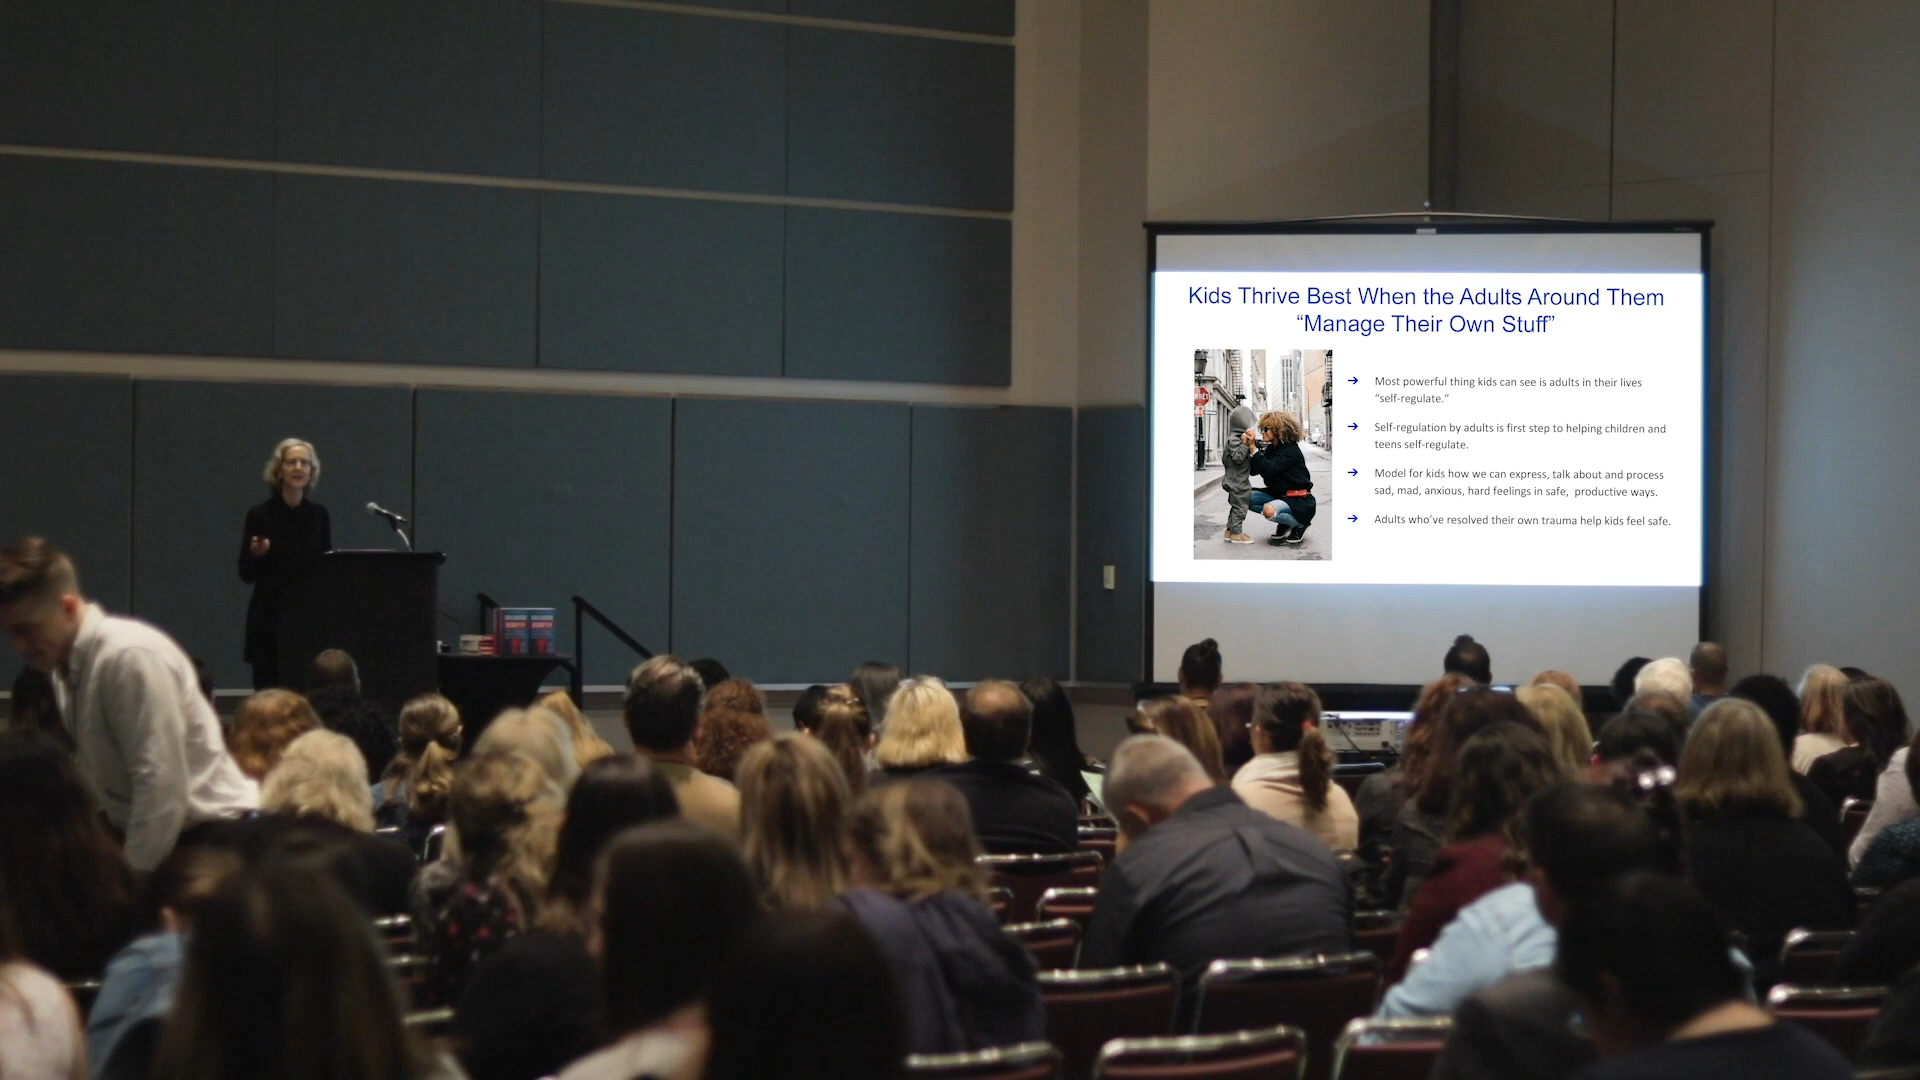 Kids Thrive Best When the Adults Around Them
“Manage Their Own Stuff”
➔ Most powerful thing kids can see is adults in their lives
“self-regulate.”
➔ Self-regulation by adults is first step to helping children and
teens self-regulate.
➔ Model for kids how we can express, talk about and process
sad, mad, anxious, hard feelings in safe, productive ways.
➔ Adults who’ve resolved their own trauma help kids feel safe.